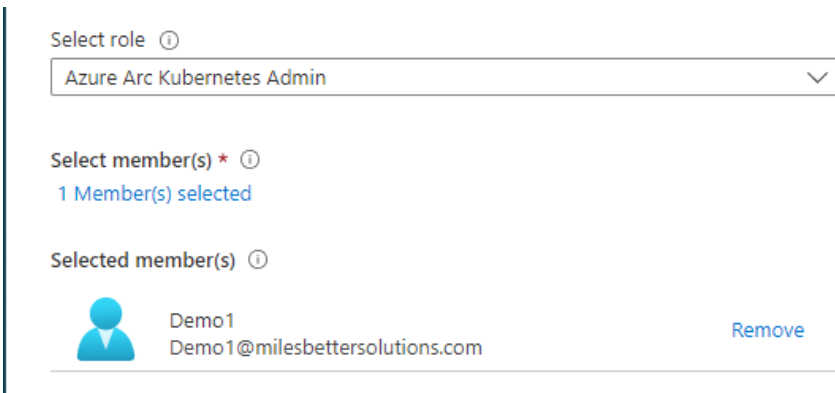 Select role
Azure Arc Kubernetes Admin
Select member(s) *
1 Member(s) selected
Selected member(s)
Demo1
Demo1@milesbettersolutions.com
Remove